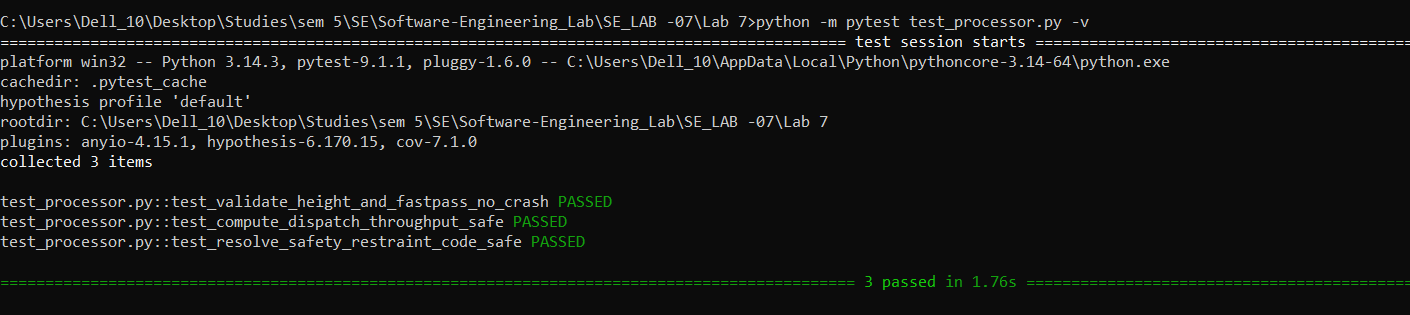 C:\Users\Dell_10\Desktop\Studies\sem 5\SE\Software-Engineering_Lab\SE_LAB -07\Lab 7>python -m pytest test_processor.py -v
============================================================================================== test session starts ==========================================
platform win32 -- Python 3.14.3, pytest-9.1.1, pluggy-1.6.0 -- C:\Users\Dell_10\AppData\Local\Python\pythoncore-3.14-64\python.exe
cachedir: .pytest_cache
hypothesis profile 'default'
rootdir: C:\Users\Dell_10\Desktop\Studies\sem 5\SE\Software-Engineering_Lab\SE_LAB -07\Lab 7
plugins: anyio-4.15.1, hypothesis-6.170.15, cov-7.1.0
collected 3 items
test_processor.py::test_validate_height_and_fastpass_no_crash PASSED
test_processor.py::test_compute_dispatch_throughput_safe PASSED
test_processor.py::test_resolve_safety_restraint_code_safe PASSED
=============================================================================================== 3 passed in 1.76s ===========================================